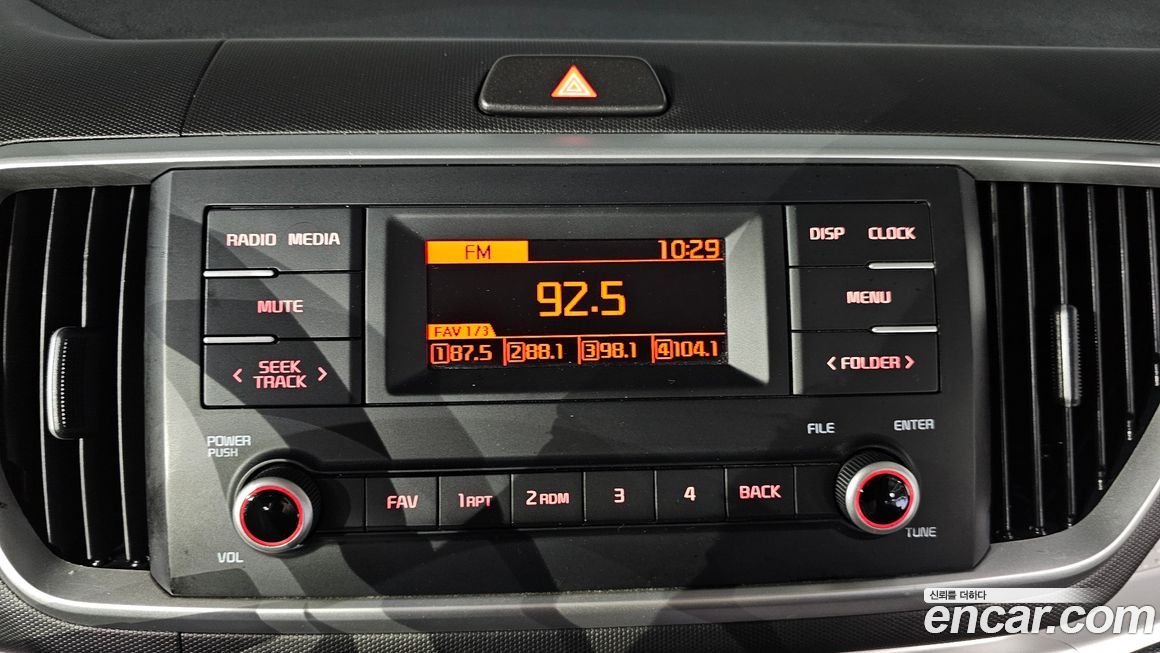 RADIO MEDIA
MUTE
< SEEK TRACK >
FM 10:29
92.5
FAV 1/3
1 87.5 2 88.1 3 98.1 4 104.1
DISP CLOCK
MENU
< FOLDER >
POWER
PUSH
VOL
FAV 1 RPT 2 RDM 3 4 BACK
FILE
ENTER
TUNE
신뢰를 더하다
encar.com